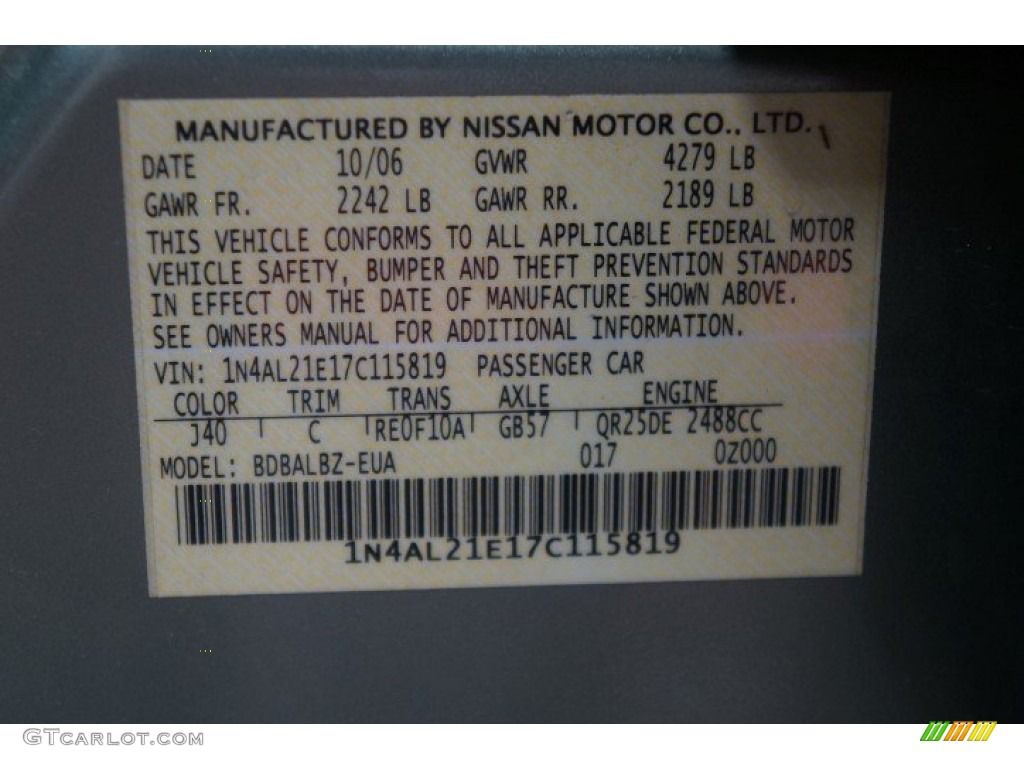 MANUFACTURED BY NISSAN MOTOR CO., LTD.
DATE 10/06 GVWR 4279 LB
GAWR FR. 2242 LB GAWR RR. 2189 LB
THIS VEHICLE CONFORMS TO ALL APPLICABLE FEDERAL MOTOR
VEHICLE SAFETY, BUMPER AND THEFT PREVENTION STANDARDS
IN EFFECT ON THE DATE OF MANUFACTURE SHOWN ABOVE.
SEE OWNERS MANUAL FOR ADDITIONAL INFORMATION.
VIN: 1N4AL21E17C115819 PASSENGER CAR
COLOR TRIM TRANS AXLE ENGINE
J40 C RE0F10A GB57 QR25DE 2488CC
MODEL: BDBALBZ-EUA 017 0Z000
1N4AL21E17C115819
GTCarLot.com